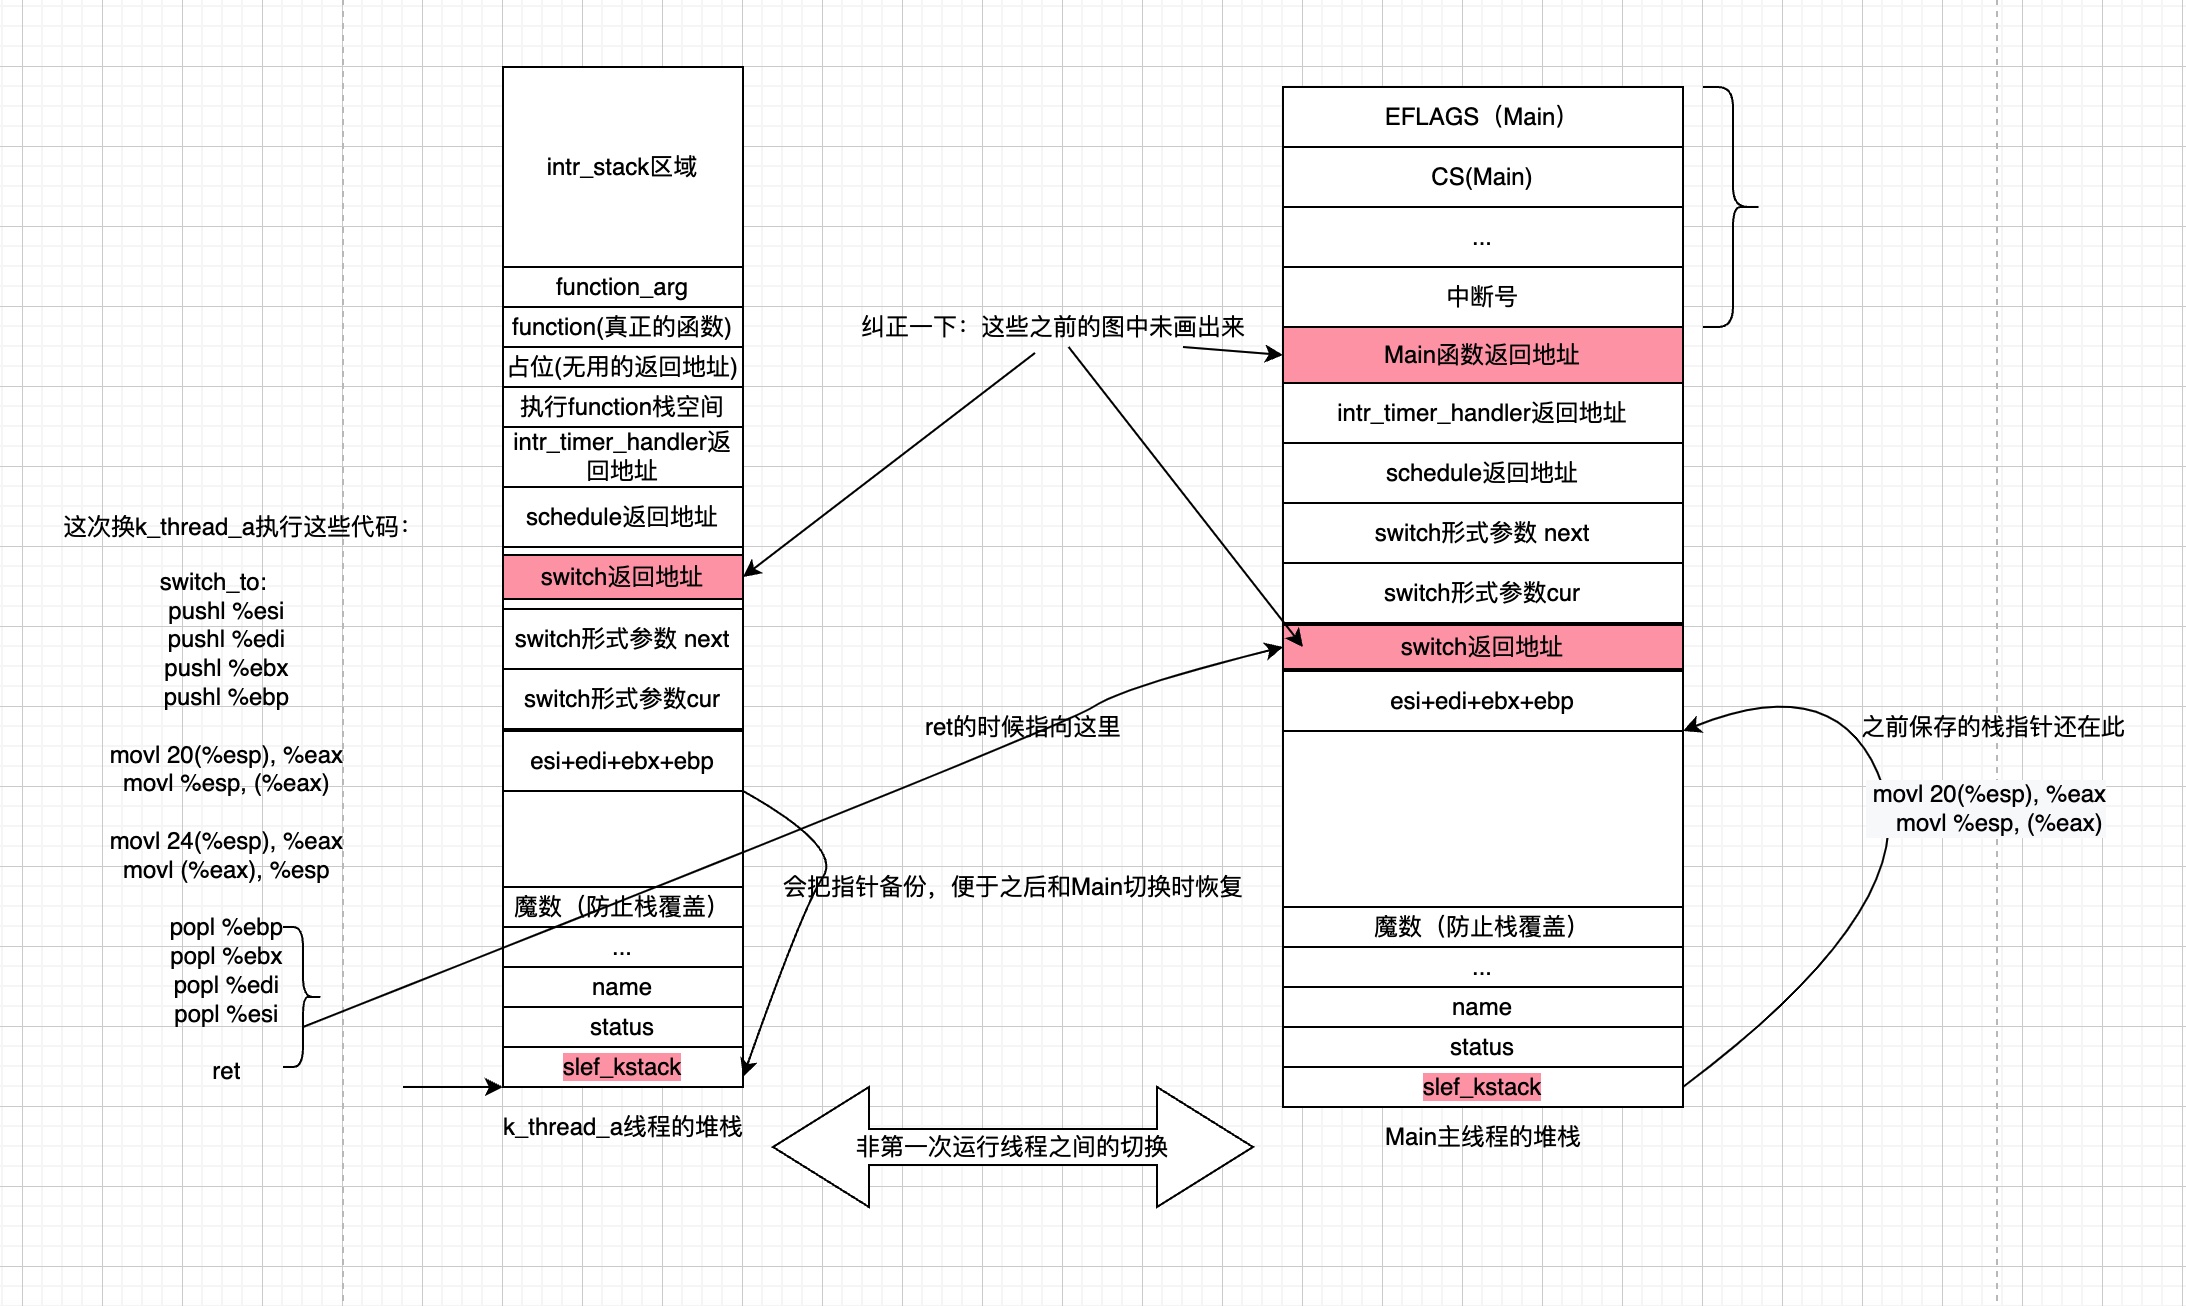 这次换k_thread_a执行这些代码：
switch_to:
pushl %esi
pushl %edi
pushl %ebx
pushl %ebp
movl 20(%esp), %eax
movl %esp, (%eax)
movl 24(%esp), %eax
movl (%eax), %esp
popl %ebp
popl %ebx
popl %edi
popl %esi
ret
intr_stack区域
function_arg
function(真正的函数)
占位(无用的返回地址)
执行function栈空间
intr_timer_handler返
回地址
schedule返回地址
switch返回地址
switch形式参数 next
switch形式参数cur
esi+edi+ebx+ebp
魔数（防止栈覆盖）
...
name
status
slef_kstack
k_thread_a线程的堆栈
纠正一下：这些之前的图中未画出来
ret的时候指向这里
会把指针备份，便于之后和Main切换时恢复
非第一次运行线程之间的切换
EFLAGS（Main）
CS(Main)
...
中断号
Main函数返回地址
intr_timer_handler返回地址
schedule返回地址
switch形式参数 next
switch形式参数cur
switch返回地址
esi+edi+ebx+ebp
魔数（防止栈覆盖）
...
name
status
slef_kstack
Main主线程的堆栈
之前保存的栈指针还在此
movl 20(%esp), %eax
movl %esp, (%eax)